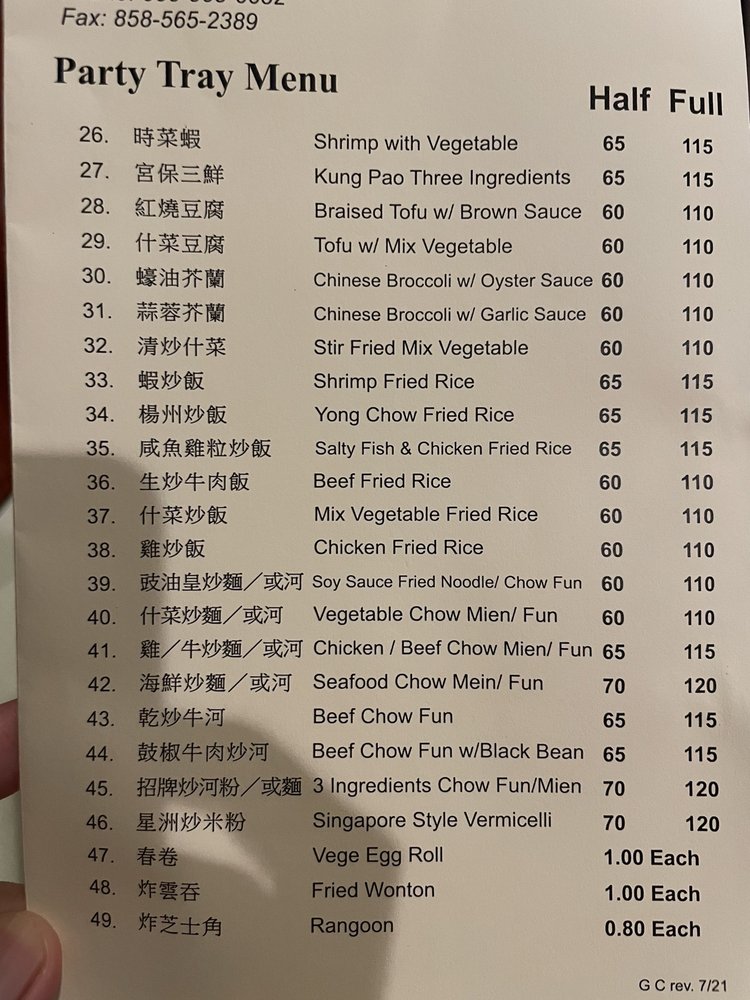 Fax: 858-565-2389
Party Tray Menu
Half Full
26. 時菜蝦 Shrimp with Vegetable 65 115
27. 宮保三鮮 Kung Pao Three Ingredients 65 115
28. 紅燒豆腐 Braised Tofu w/ Brown Sauce 60 110
29. 什菜豆腐 Tofu w/ Mix Vegetable 60 110
30. 蠔油芥蘭 Chinese Broccoli w/ Oyster Sauce 60 110
31. 蒜蓉芥蘭 Chinese Broccoli w/ Garlic Sauce 60 110
32. 清炒什菜 Stir Fried Mix Vegetable 60 110
33. 蝦炒飯 Shrimp Fried Rice 65 115
34. 楊州炒飯 Yong Chow Fried Rice 65 115
35. 咸魚雞粒炒飯 Salty Fish & Chicken Fried Rice 65 115
36. 生炒牛肉飯 Beef Fried Rice 60 110
37. 什菜炒飯 Mix Vegetable Fried Rice 60 110
38. 雞炒飯 Chicken Fried Rice 60 110
39. 豉油皇炒麵／或河 Soy Sauce Fried Noodle/ Chow Fun 60 110
40. 什菜炒麵／或河 Vegetable Chow Mien/ Fun 60 110
41. 雞／牛炒麵／或河 Chicken / Beef Chow Mien/ Fun 65 115
42. 海鮮炒麵／或河 Seafood Chow Mein/ Fun 70 120
43. 乾炒牛河 Beef Chow Fun 65 115
44. 鼓椒牛肉炒河 Beef Chow Fun w/Black Bean 65 115
45. 招牌炒河粉／或麵 3 Ingredients Chow Fun/Mien 70 120
46. 星洲炒米粉 Singapore Style Vermicelli 70 120
47. 春卷 Vege Egg Roll 1.00 Each
48. 炸雲吞 Fried Wonton 1.00 Each
49. 炸芝士角 Rangoon 0.80 Each
G C rev. 7/21